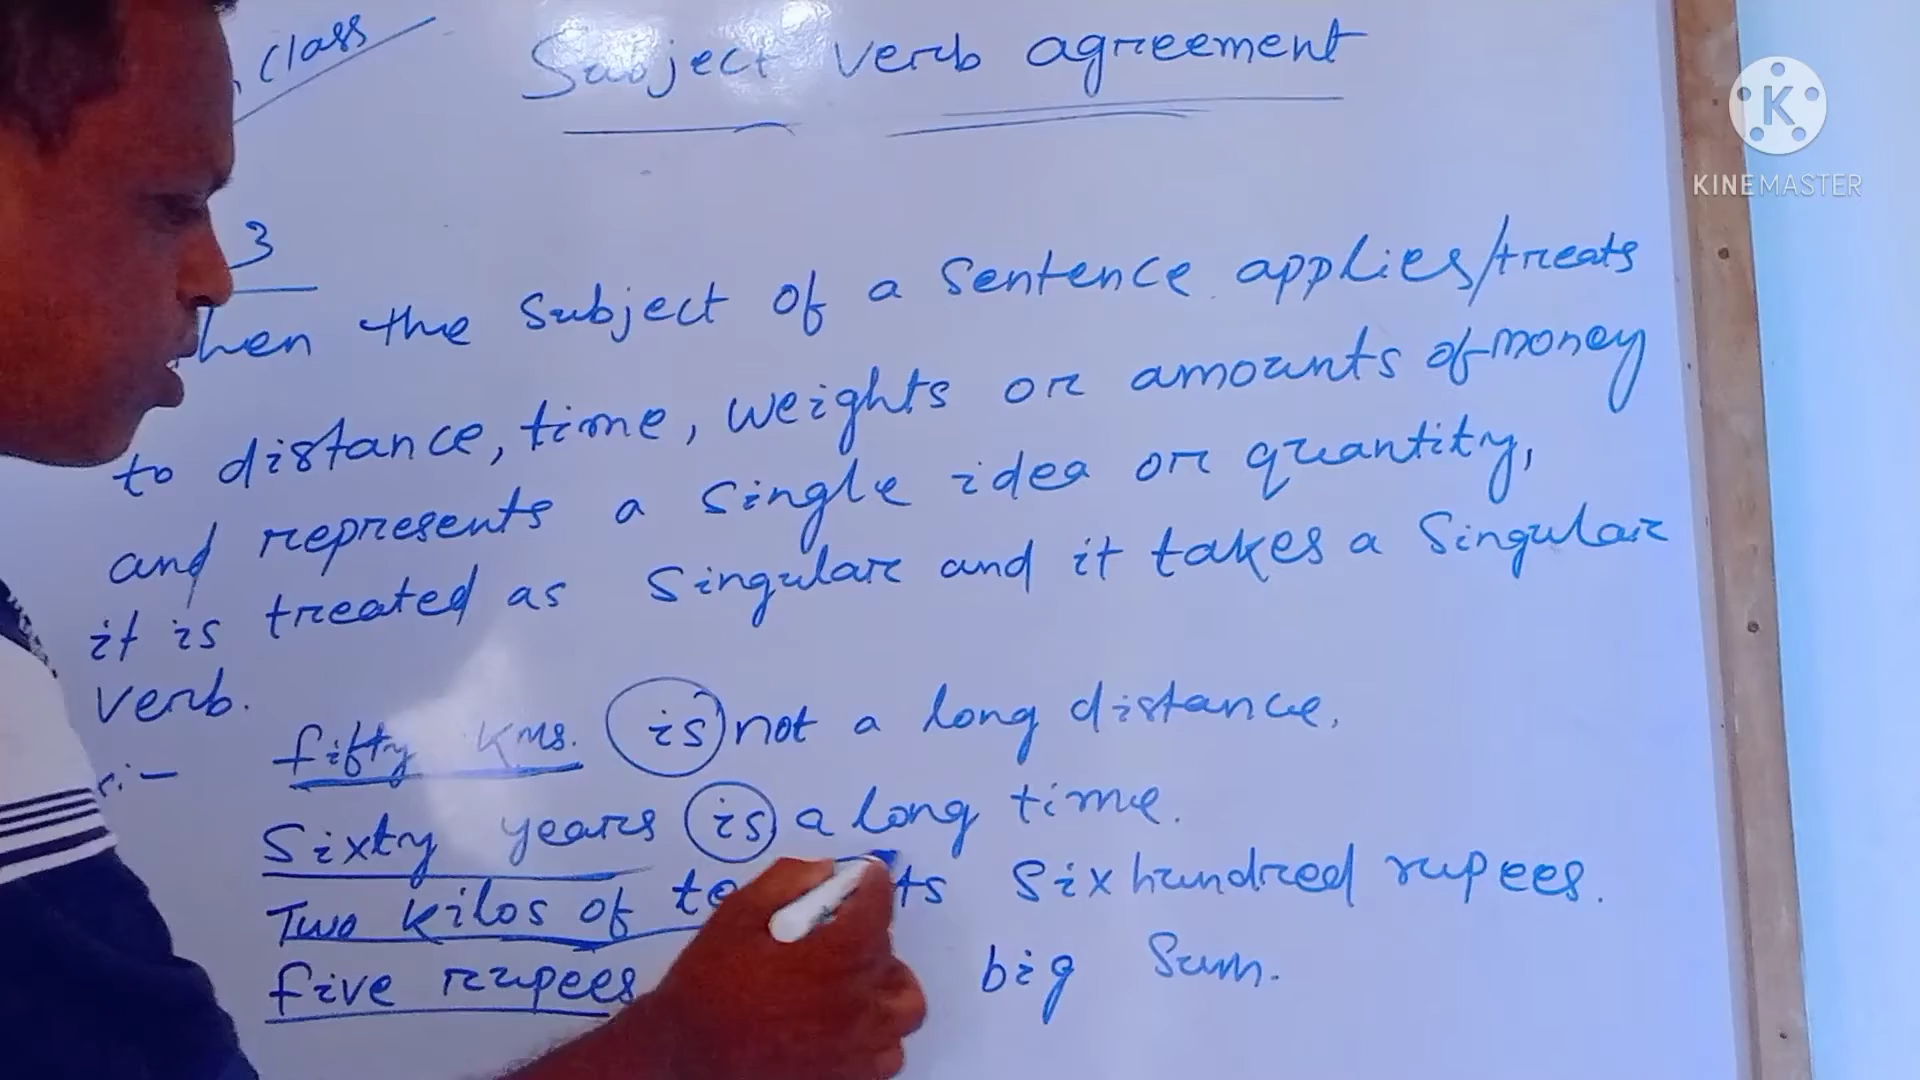 , class
Subject verb agreement
3
hen the subject of a sentence applies/treats
to distance, time, weights or amounts of money
and represents a single idea or quantity,
it is treated as singular and it takes a singular
verb.
:- fifty kms. is not a long distance.
Sixty years is a long time.
Two kilos of te ts six hundred rupees.
five rupees big sum.
KINEMASTER